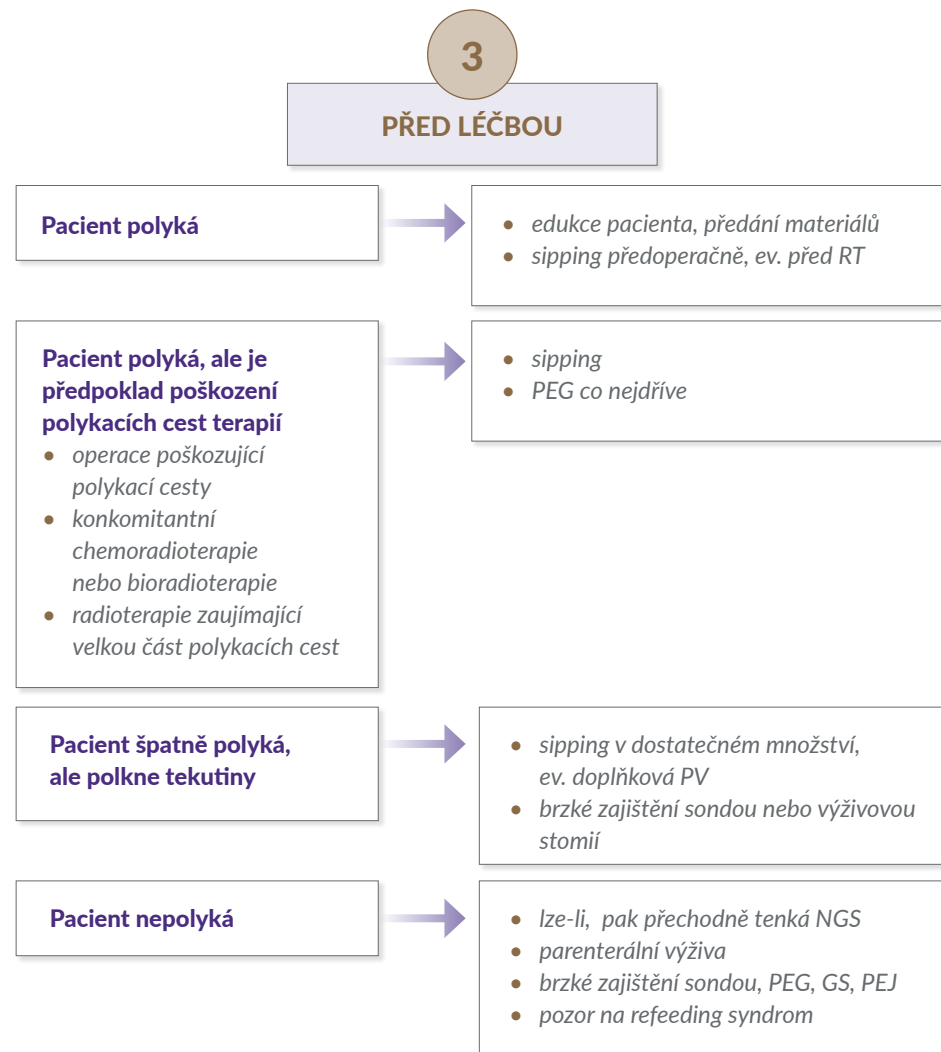 3
PŘED LÉČBOU
Pacient polyká
• edukce pacienta, předání materiálů
• sipping předoperačně, ev. před RT
Pacient polyká, ale je
předpoklad poškození
polykacích cest terapií
• operace poškozující
polykací cesty
• konkomitantní
chemoradioterapie
nebo bioradioterapie
• radioterapie zaujímající
velkou část polykacích cest
• sipping
• PEG co nejdříve
Pacient špatně polyká,
ale polkne tekutiny
• sipping v dostatečném množství,
ev. doplňková PV
• brzké zajištění sondou nebo výživovou
stomií
Pacient nepolyká
• lze-li, pak přechodně tenká NGS
• parenterální výživa
• brzké zajištění sondou, PEG, GS, PEJ
• pozor na refeeding syndrom